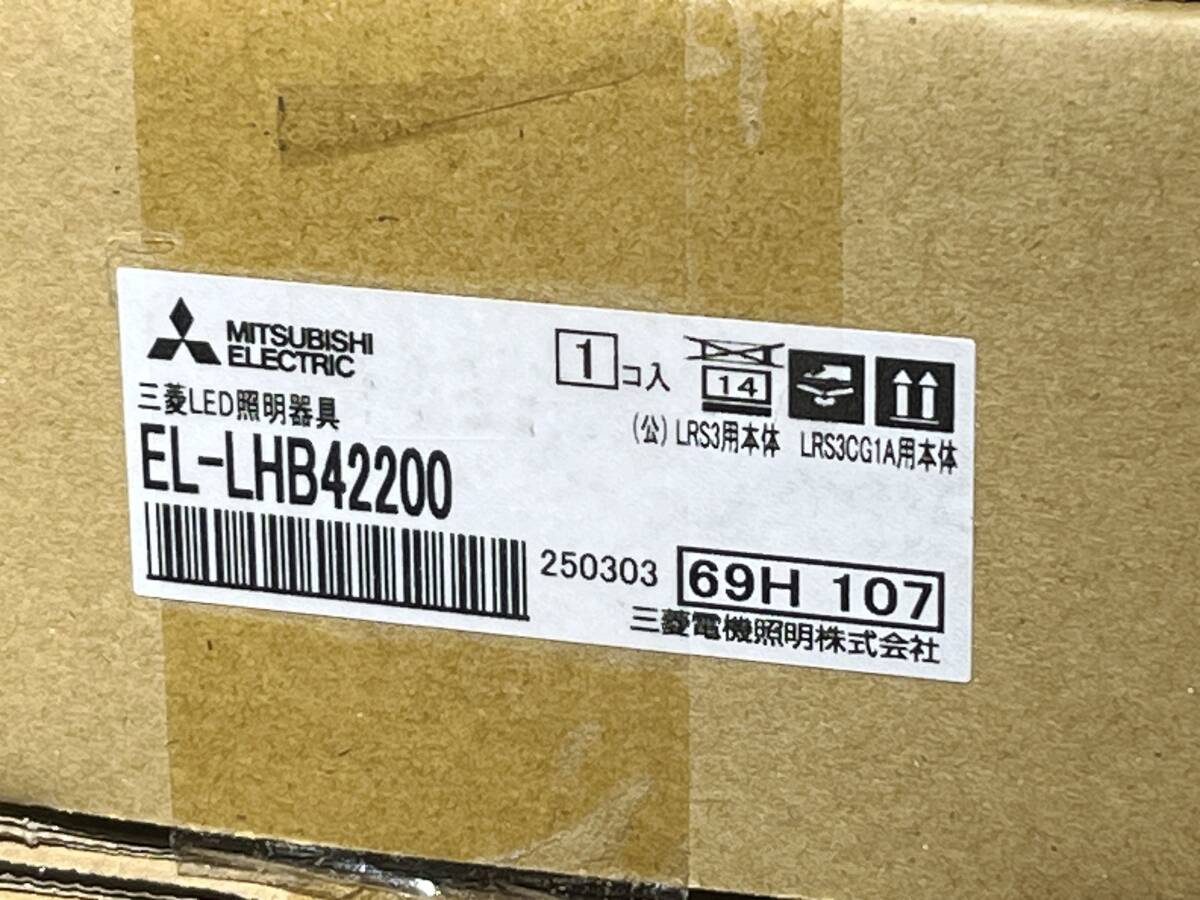 MITSUBISHI
ELECTRIC
1コ入
14
三菱LED照明器具
(公)LRS3用本体 LRS3CG1A用本体
EL-LHB42200
250303
69H 107
三菱電機照明株式会社